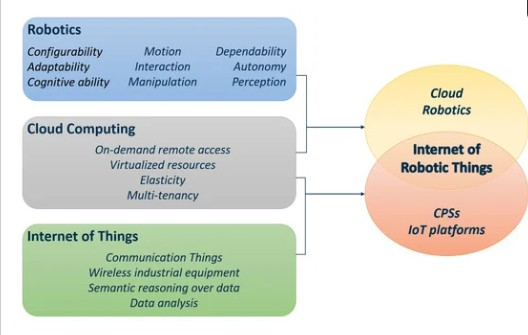 Robotics
Configurability Motion Dependability
Adaptability Interaction Autonomy
Cognitive ability Manipulation Perception
Cloud Computing
On-demand remote access
Virtualized resources
Elasticity
Multi-tenancy
Internet of Things
Communication Things
Wireless industrial equipment
Semantic reasoning over data
Data analysis
Cloud
Robotics
Internet of
Robotic Things
CPSs
IoT platforms